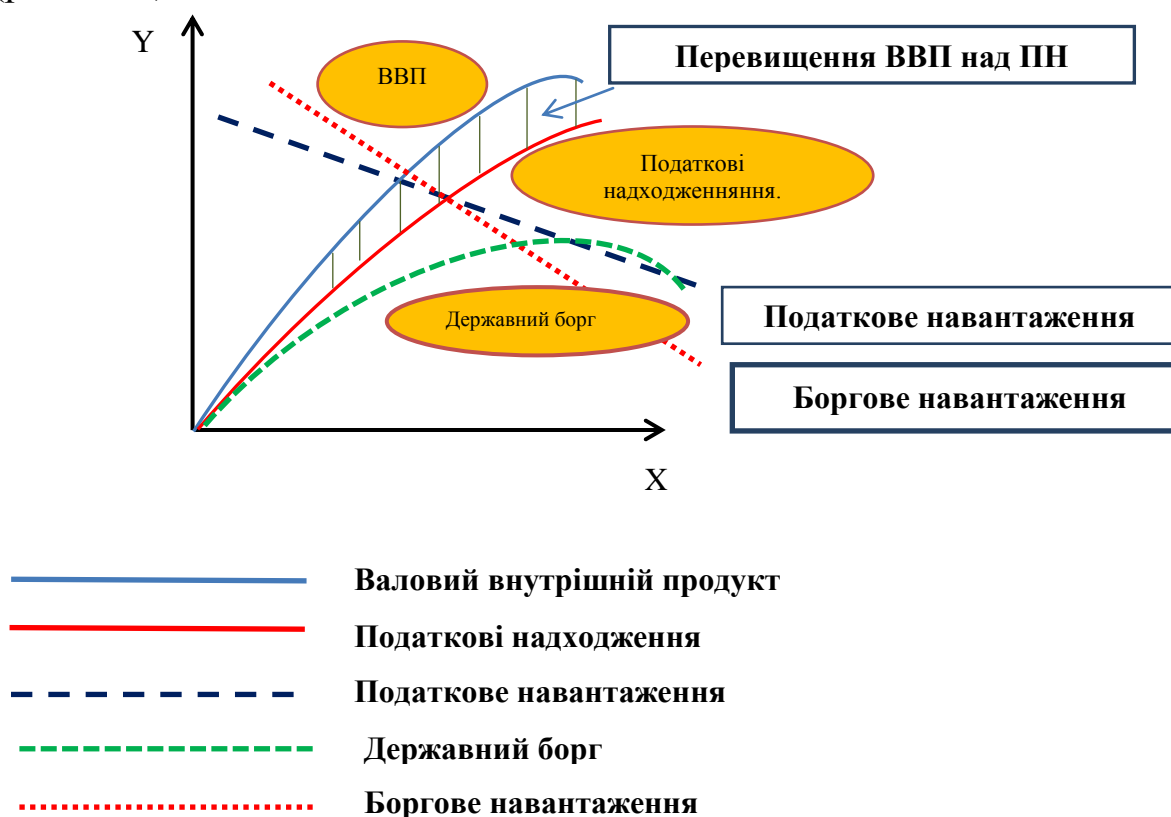 Y
ВВП
Перевищення ВВП над ПН
Податкові
надходженняння.
Державний борг
Податкове навантаження
Боргове навантаження
X
Валовий внутрішній продукт
Податкові надходження
Податкове навантаження
Державний борг
Боргове навантаження